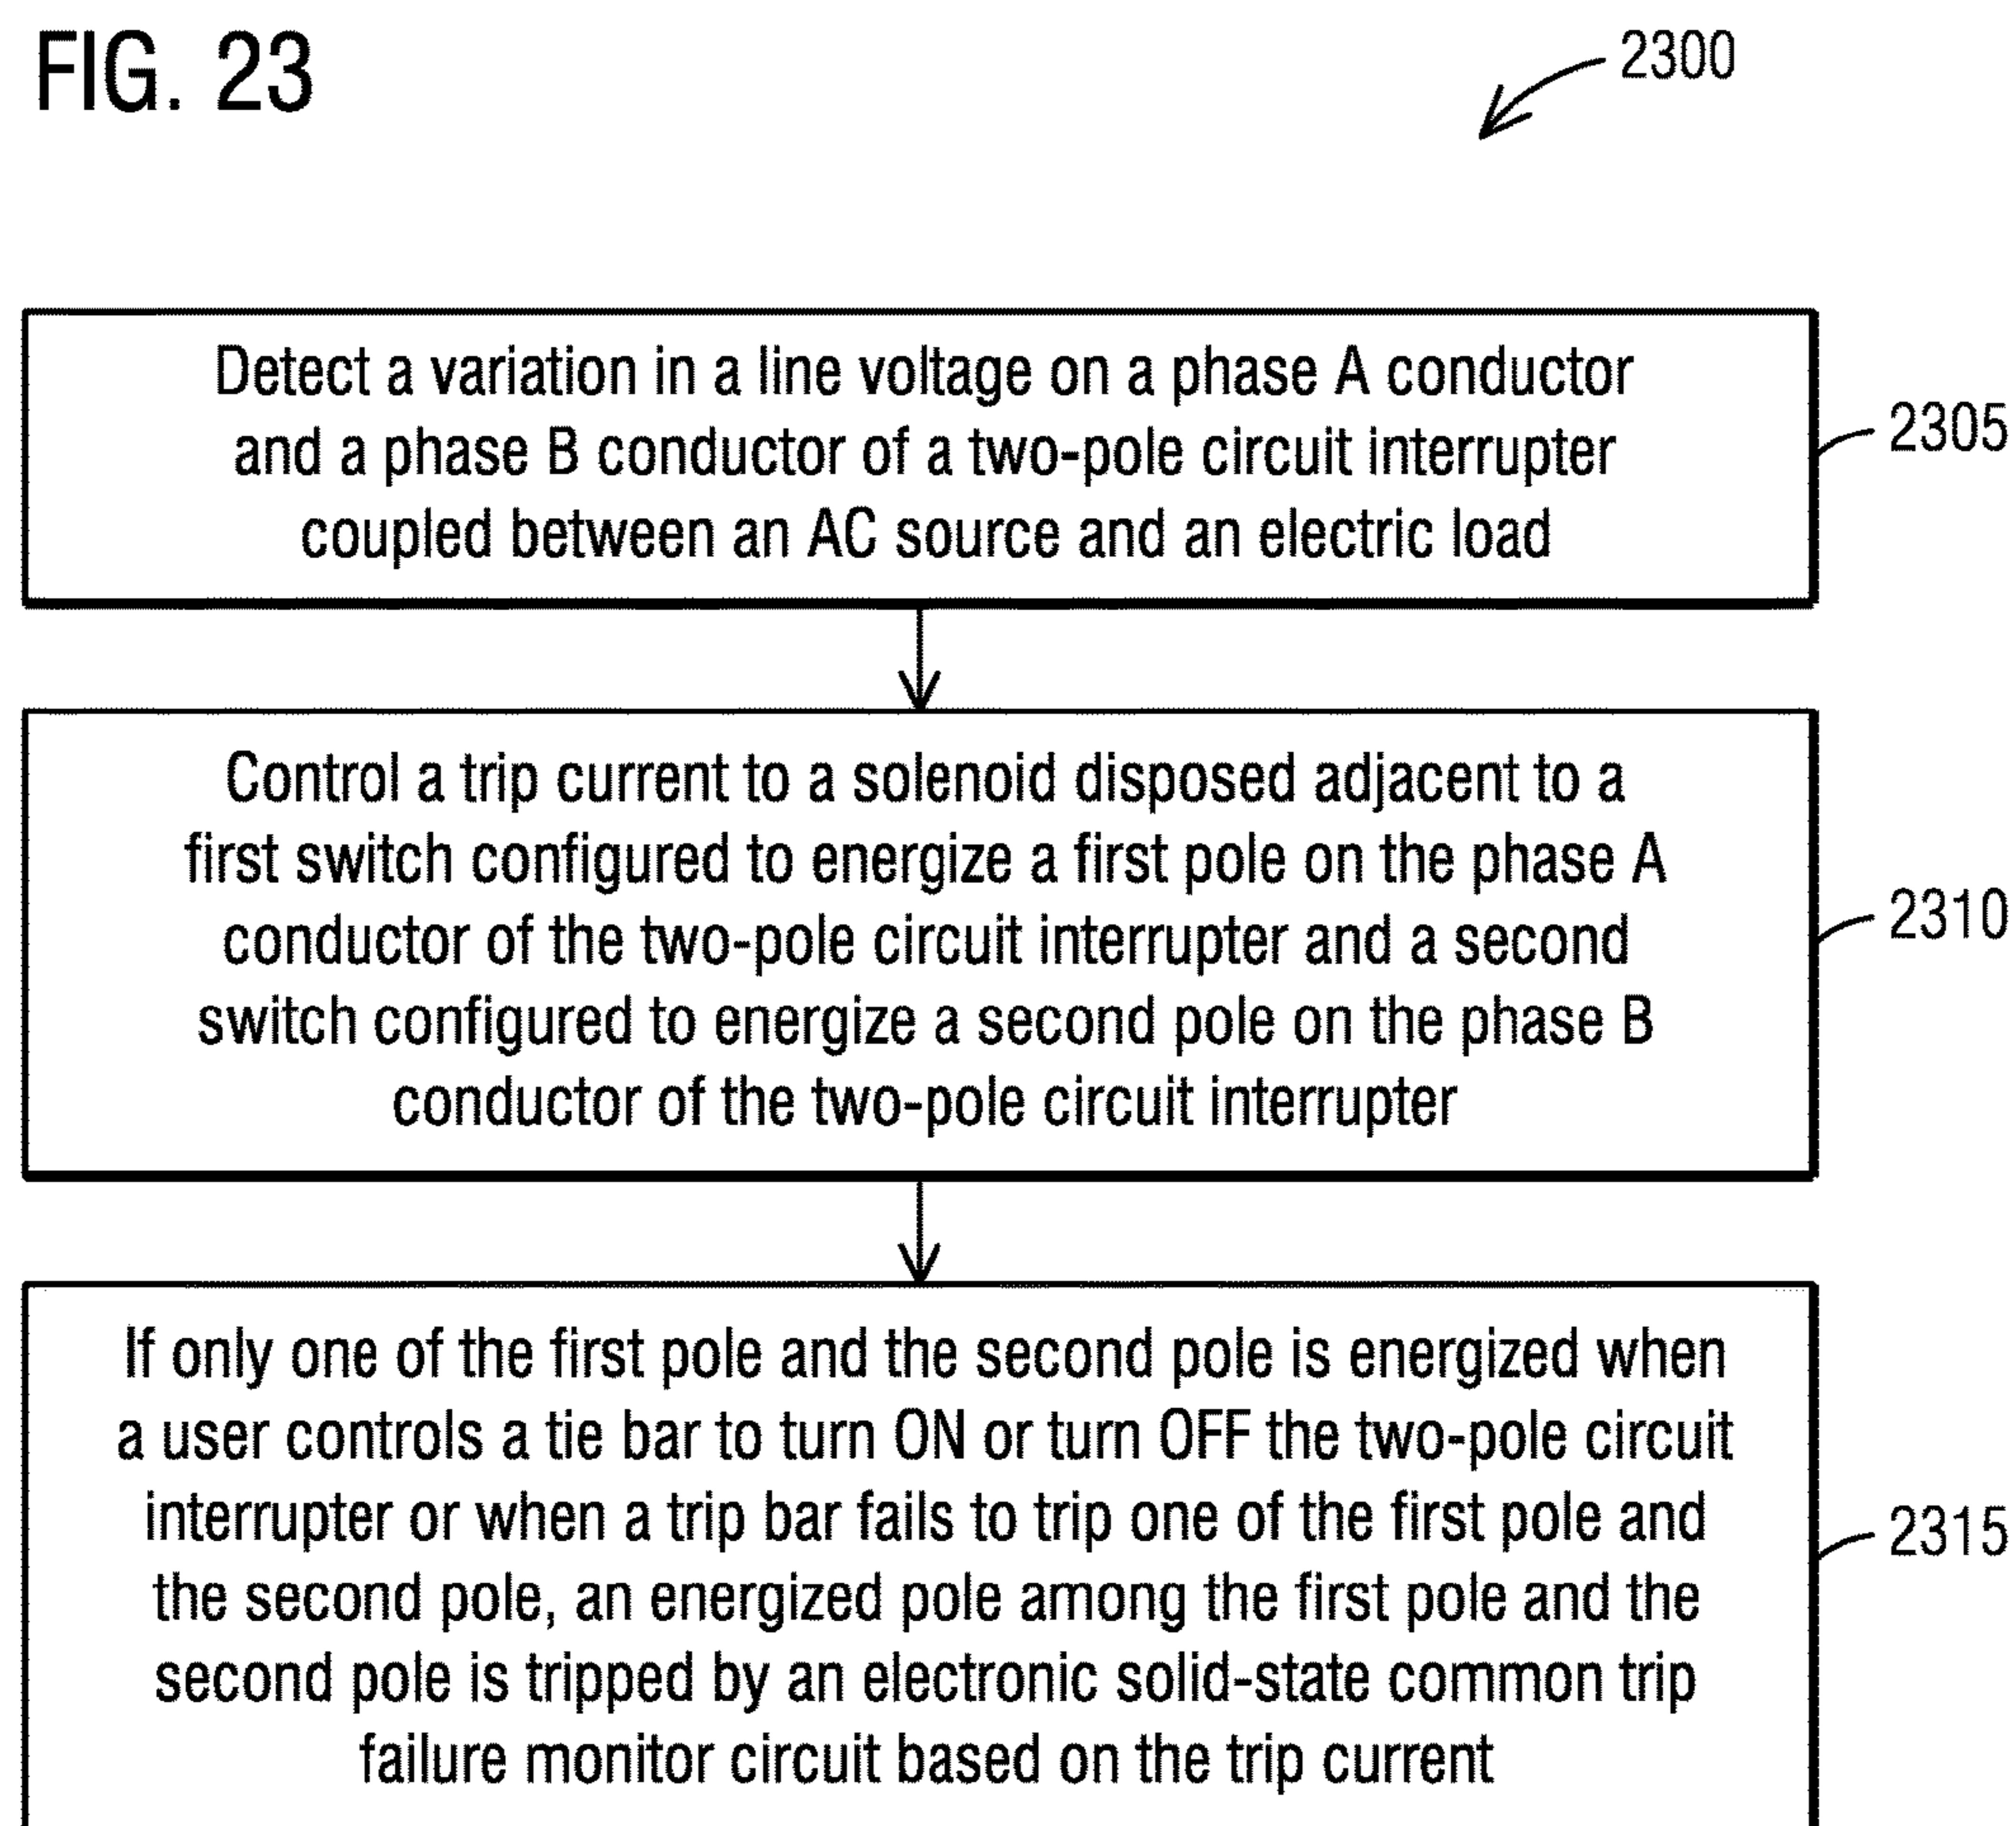 FIG. 23
2300
Detect a variation in a line voltage on a phase A conductor
and a phase B conductor of a two-pole circuit interrupter
coupled between an AC source and an electric load
2305
Control a trip current to a solenoid disposed adjacent to a
first switch configured to energize a first pole on the phase A
conductor of the two-pole circuit interrupter and a second
switch configured to energize a second pole on the phase B
conductor of the two-pole circuit interrupter
2310
If only one of the first pole and the second pole is energized when
a user controls a tie bar to turn ON or turn OFF the two-pole circuit
interrupter or when a trip bar fails to trip one of the first pole and
the second pole, an energized pole among the first pole and the
second pole is tripped by an electronic solid-state common trip
failure monitor circuit based on the trip current
2315